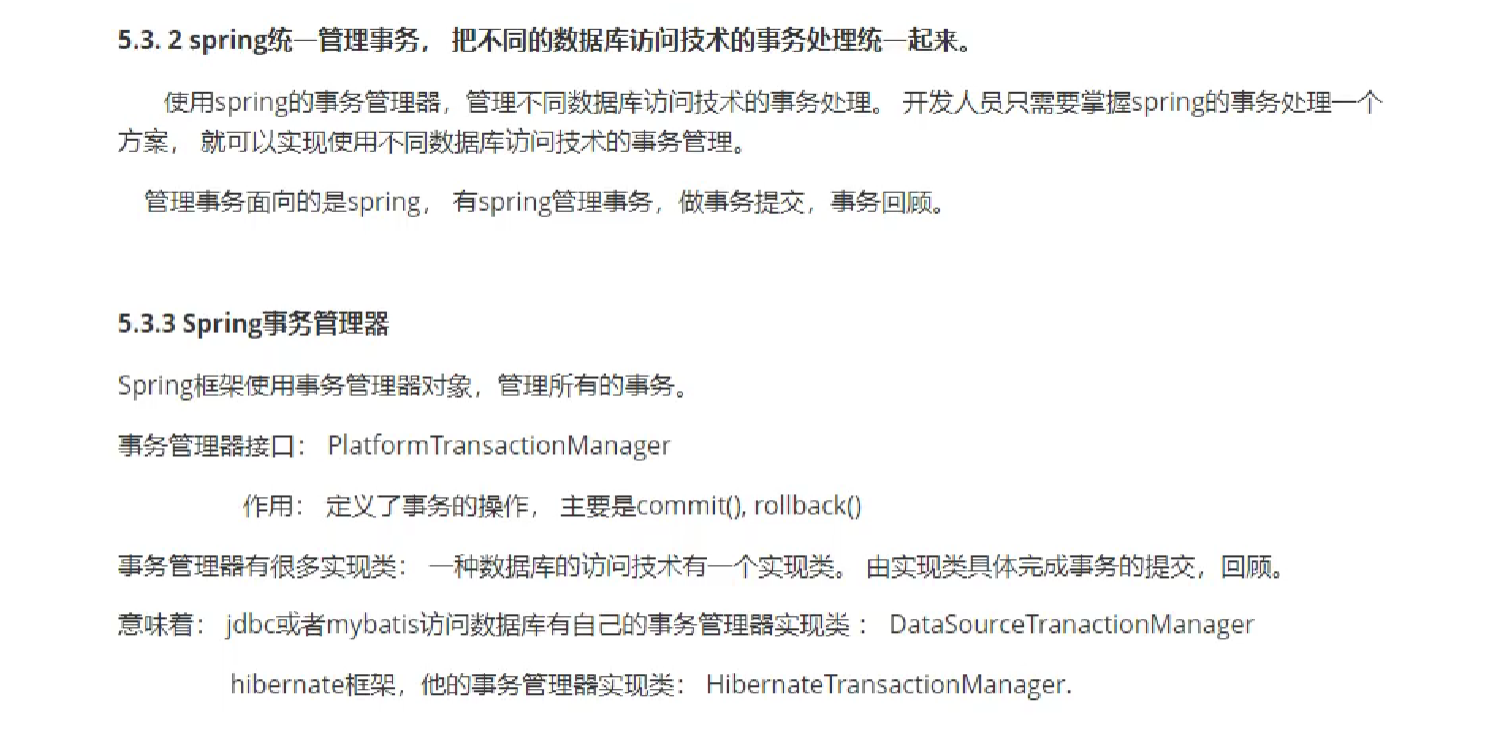 5.3. 2 spring统一管理事务， 把不同的数据库访问技术的事务处理统一起来。
使用spring的事务管理器，管理不同数据库访问技术的事务处理。 开发人员只需要掌握spring的事务处理一个
方案， 就可以实现使用不同数据库访问技术的事务管理。
管理事务面向的是spring， 有spring管理事务，做事务提交，事务回顾。
5.3.3 Spring事务管理器
Spring框架使用事务管理器对象，管理所有的事务。
事务管理器接口： PlatformTransactionManager
作用： 定义了事务的操作， 主要是commit(), rollback()
事务管理器有很多实现类： 一种数据库的访问技术有一个实现类。 由实现类具体完成事务的提交，回顾。
意味着： jdbc或者mybatis访问数据库有自己的事务管理器实现类 ： DataSourceTranactionManager
hibernate框架，他的事务管理器实现类： HibernateTransactionManager.